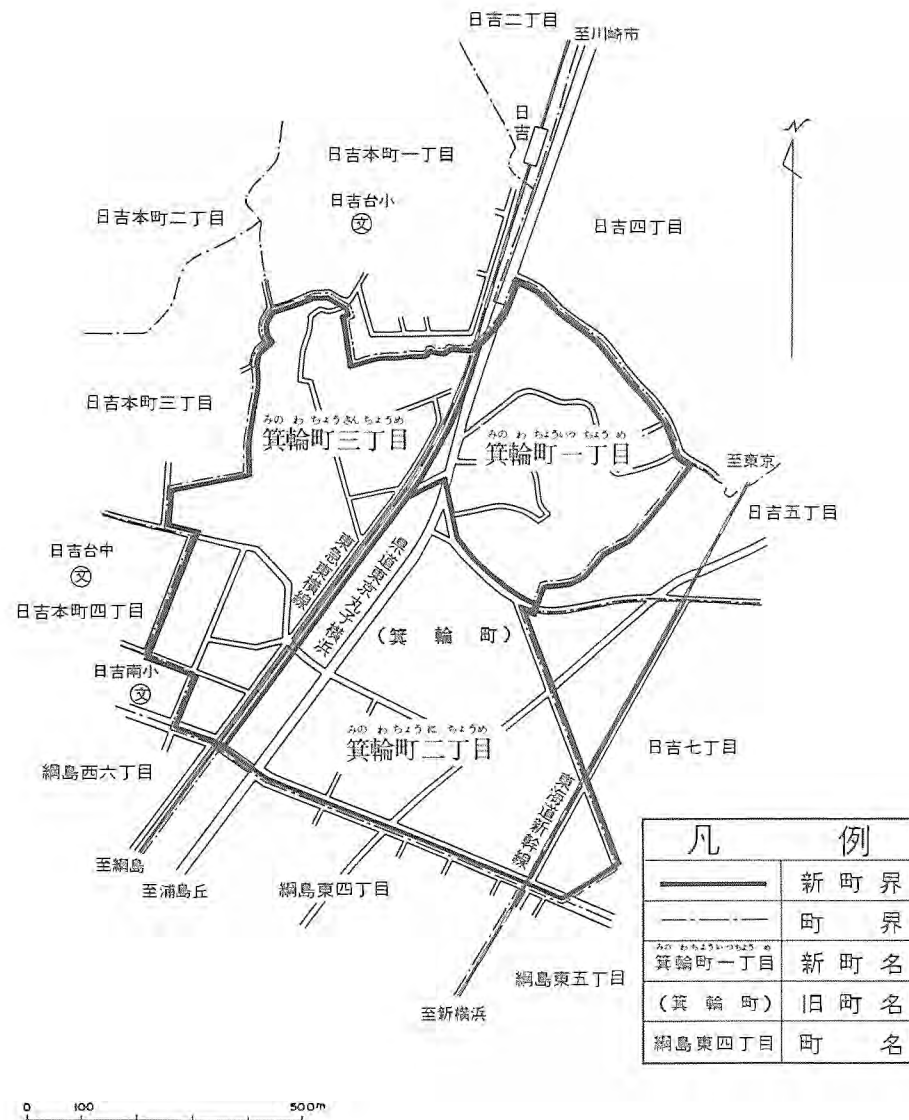 日吉二丁目
至川崎市
日吉
日吉本町一丁目
日吉台小
文
日吉本町二丁目
日吉四丁目
日吉本町三丁目
みのわちょうさんちょうめ
箕輪町三丁目
みのわちょういっちょうめ
箕輪町一丁目
至東京
日吉五丁目
日吉台中
文
日吉本町四丁目
東急東横線
県道東京丸子横浜
(箕輪町)
日吉南小
文
みのわちょうにちょうめ
箕輪町二丁目
日吉七丁目
綱島西六丁目
東海道新幹線
至綱島
至浦島丘
綱島東四丁目
綱島東五丁目
至新横浜
凡例
新町界
町界
みのわちょういつちょうめ
箕輪町一丁目 新町名
(箕輪町) 旧町名
綱島東四丁目 町名
0 100 500m
N